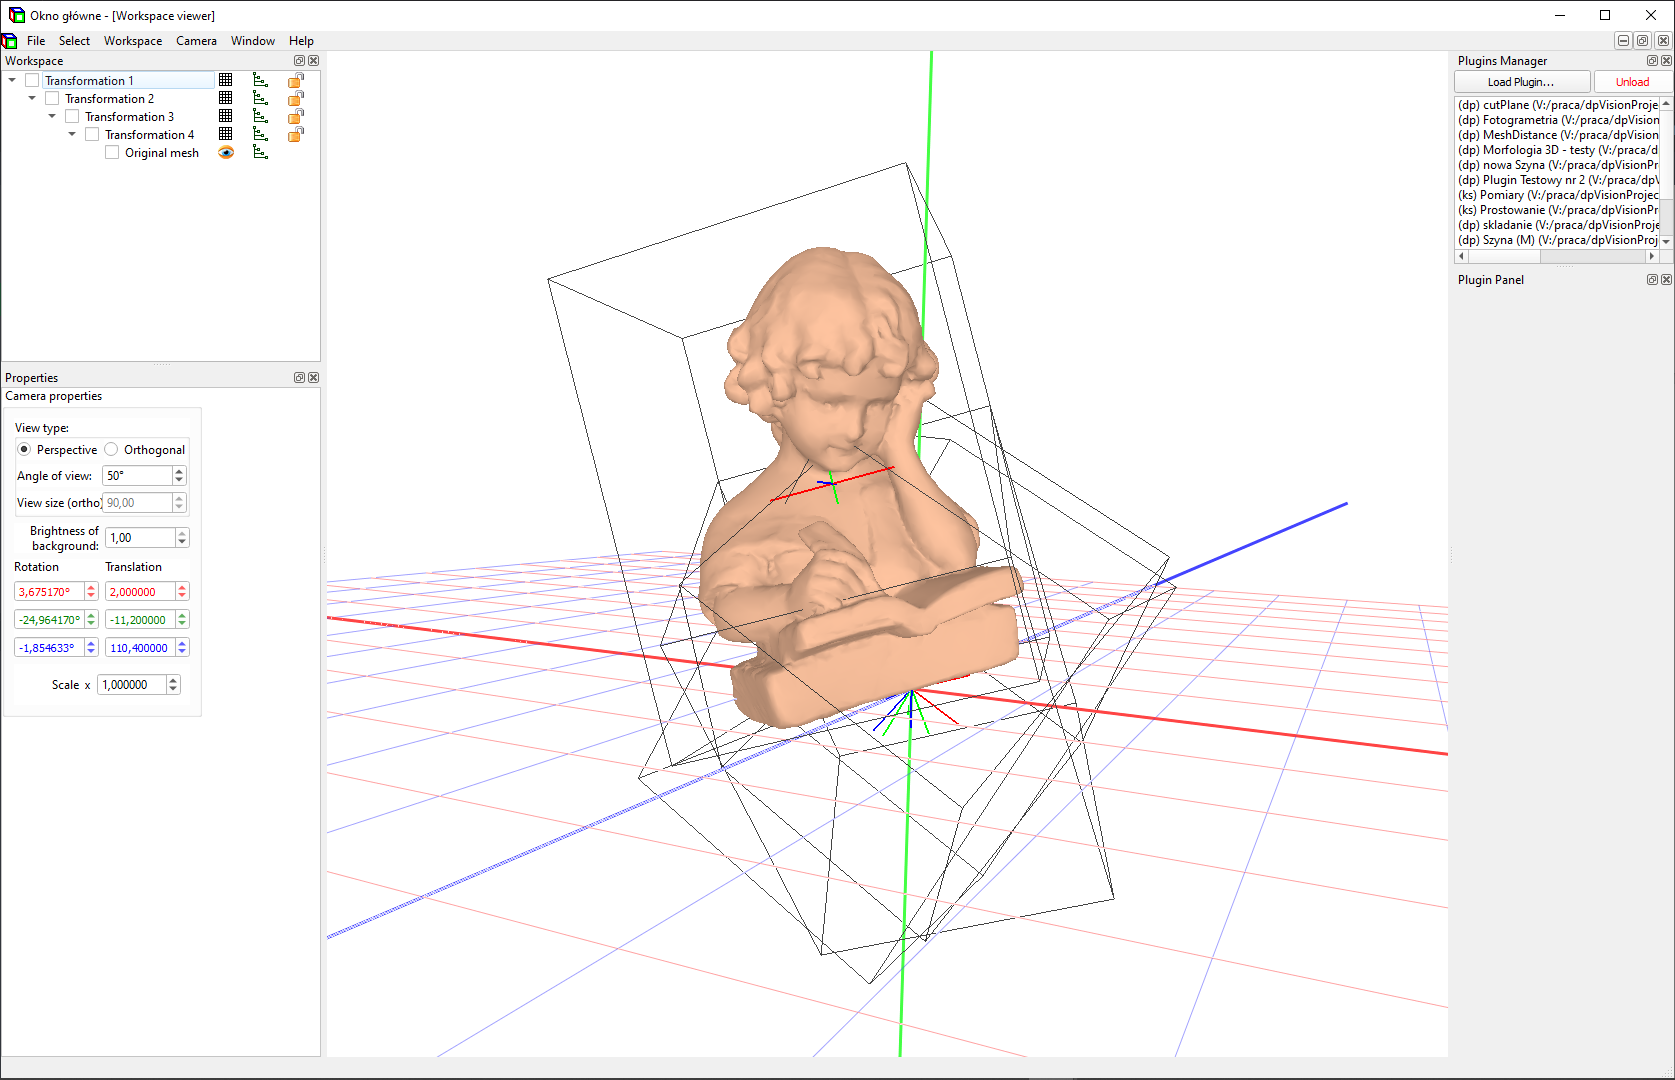 Okno główne - [Workspace viewer]
File Select Workspace Camera Window Help
Workspace
Transformation 1
Transformation 2
Transformation 3
Transformation 4
Original mesh
Properties
Camera properties
View type:
Perspective Orthogonal
Angle of view: 50°
View size (ortho) 90,00
Brightness of
background: 1,00
Rotation Translation
3,675170° 2,000000
-24,964170° -11,200000
-1,854633° 110,400000
Scale x 1,000000
Plugins Manager
Load Plugin... Unload
(dp) cutPlane (V:/praca/dpVisionProje
(dp) Fotogrametria (V:/praca/dpVision
(dp) MeshDistance (V:/praca/dpVision
(dp) Morfologia 3D - testy (V:/praca/d
(dp) nowa Szyna (V:/praca/dpVisionPr
(dp) Plugin Testowy nr 2 (V:/praca/dpV
(ks) Pomiary (V:/praca/dpVisionProjec
(ks) Prostowanie (V:/praca/dpVisionPr
(dp) skladanie (V:/praca/dpVisionProje
(dp) Szyna (M) (V:/praca/dpVisionProj
Plugin Panel